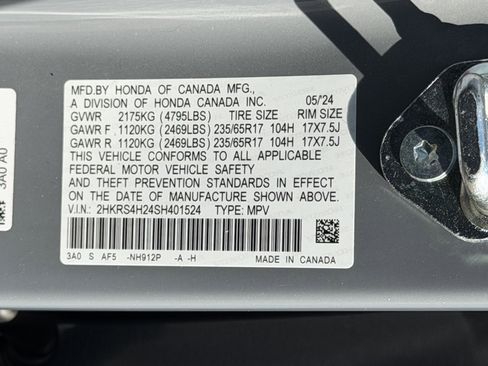 MFD.BY HONDA OF CANADA MFG.,
A DIVISION OF HONDA CANADA INC. 05/'24
GVWR 2175KG (4795LBS) TIRE SIZE RIM SIZE
GAWR F 1120KG (2469LBS) 235/65R17 104H 17X7.5J
GAWR R 1120KG (2469LBS) 235/65R17 104H 17X7.5J
THIS VEHICLE CONFORMS TO ALL APPLICABLE
FEDERAL MOTOR VEHICLE SAFETY
AND THEFT PREVENTION STANDARDS IN EFFECT
ON THE DATE OF MANUFACTURE SHOWN ABOVE.
V.I.N.: 2HKRS4H24SH401524 TYPE: MPV
3A0 S AF5 -NH912P -A -H MADE IN CANADA
3A0 A0